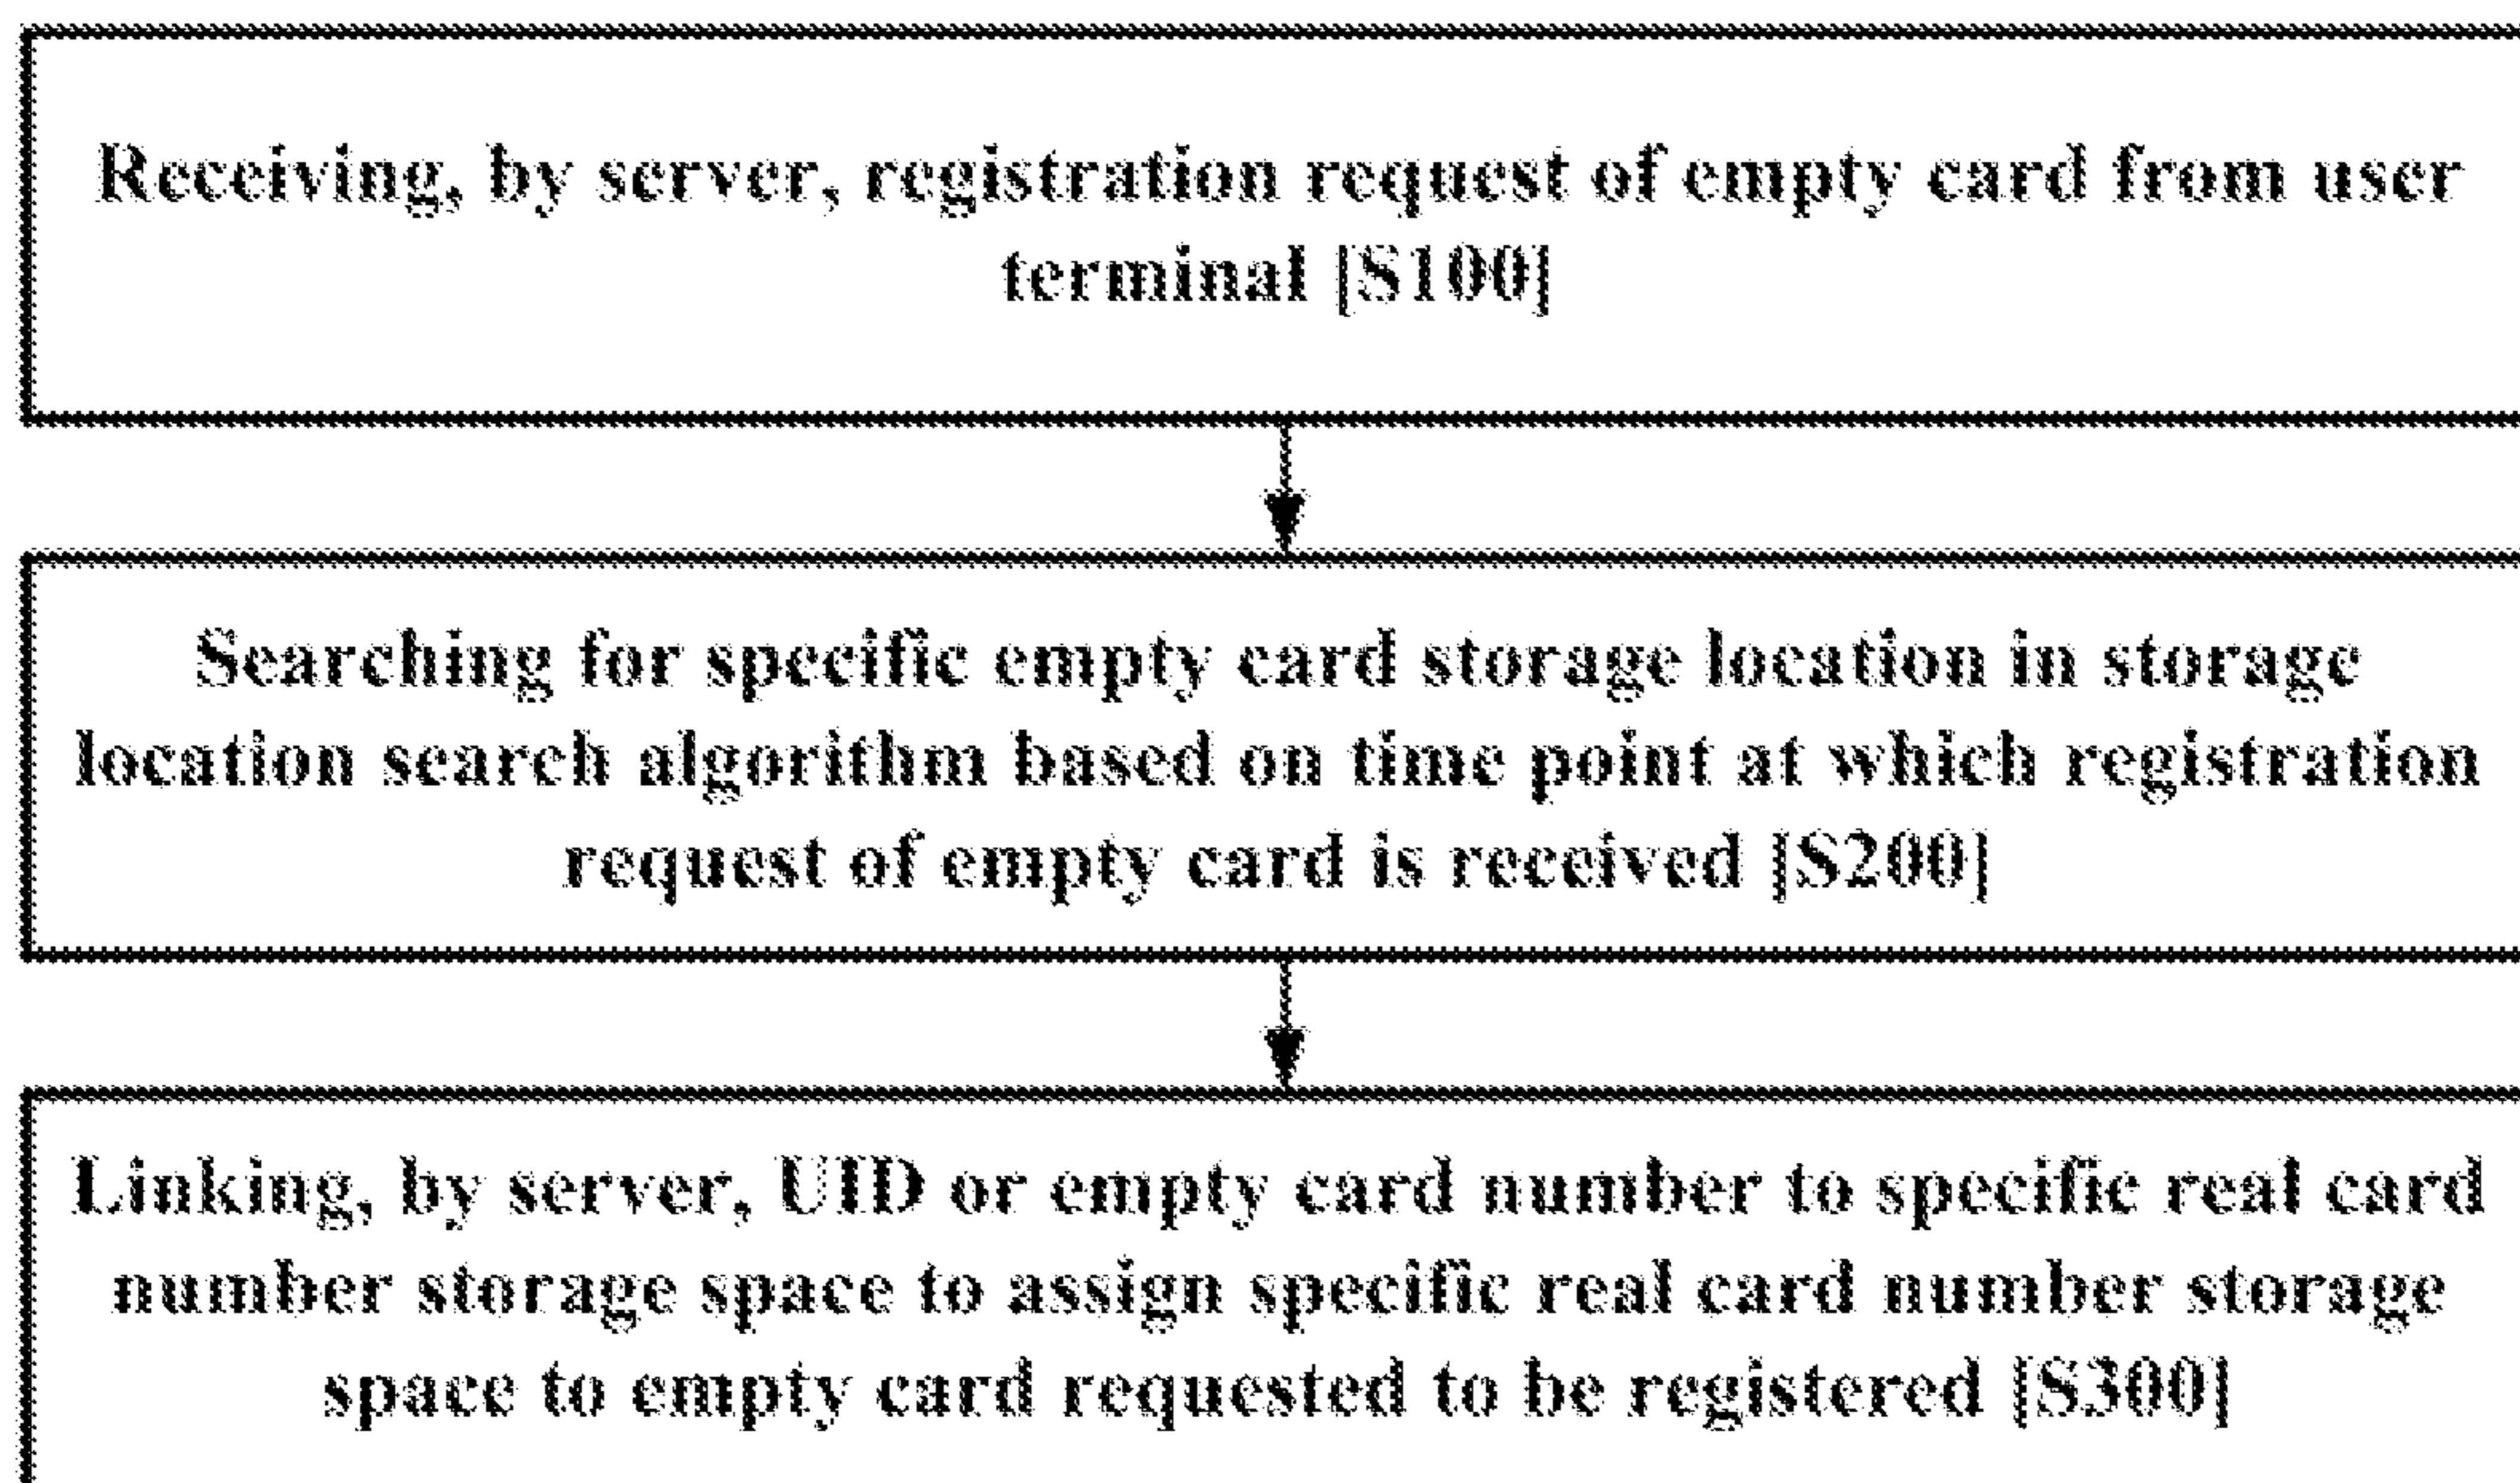 Receiving, by server, registration request of empty card from user
terminal [S100]
Searching for specific empty card storage location in storage
location search algorithm based on time point at which registration
request of empty card is received [S200]
Linking, by server, UID or empty card number to specific real card
number storage space to assign specific real card number storage
space to empty card requested to be registered [S300]